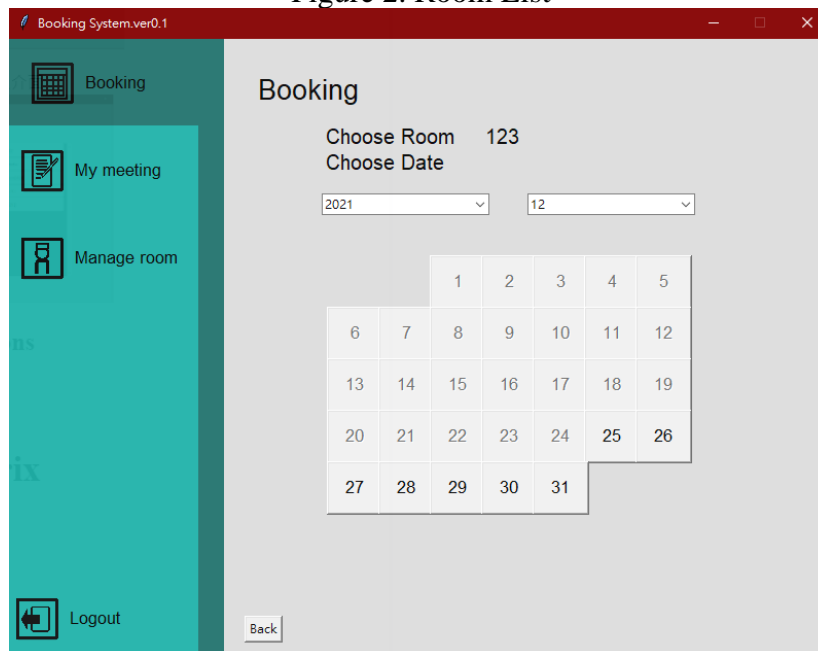 Figure 2. Room List
Booking System.ver0.1
Booking
My meeting
Manage room
Logout
Booking
Choose Room 123
Choose Date
2021 12
1 2 3 4 5
6 7 8 9 10 11 12
13 14 15 16 17 18 19
20 21 22 23 24 25 26
27 28 29 30 31
Back
ons
ix